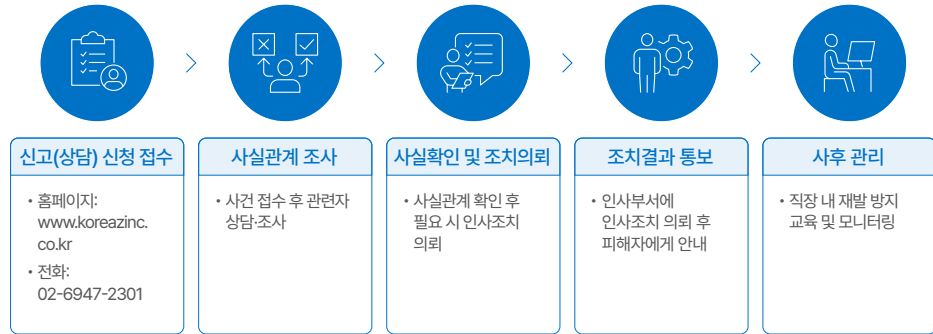 신고(상담) 신청 접수
• 홈페이지:
www.koreazinc.
co.kr
• 전화:
02-6947-2301
사실관계 조사
• 사건 접수 후 관련자
상담·조사
사실확인 및 조치의뢰
• 사실관계 확인 후
필요 시 인사조치
의뢰
조치결과 통보
• 인사부서에
인사조치 의뢰 후
피해자에게 안내
사후 관리
• 직장 내 재발 방지
교육 및 모니터링